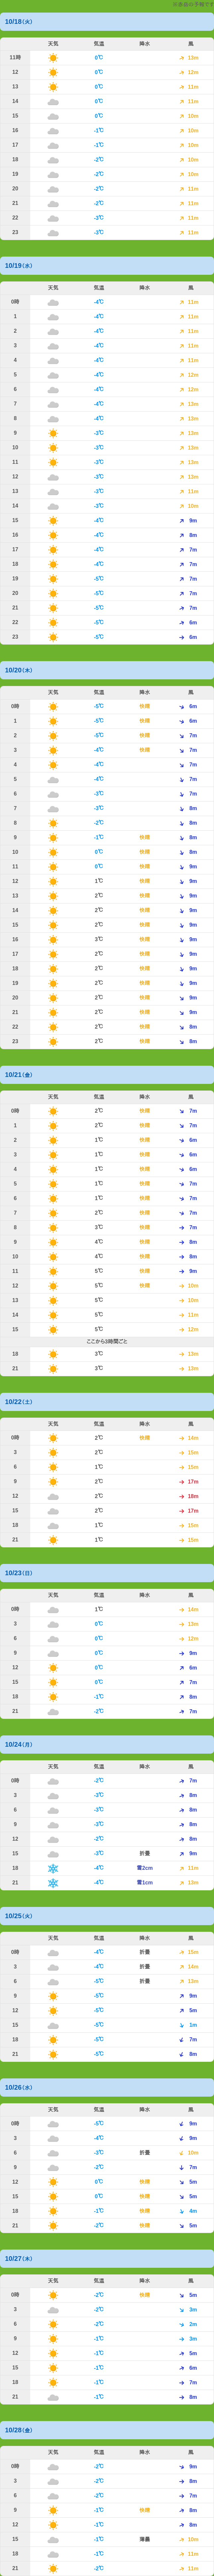 10/18(火)
天気 気温 降水 風
11時 0℃ 13m
12 0℃ 12m
13 0℃ 11m
14 0℃ 11m
15 0℃ 10m
16 -1℃ 10m
17 -1℃ 10m
18 -2℃ 10m
19 -2℃ 10m
20 -2℃ 11m
21 -2℃ 11m
22 -3℃ 11m
23 -3℃ 11m
10/19(水)
天気 気温 降水 風
0時 -4℃ 11m
1 -4℃ 11m
2 -4℃ 11m
3 -4℃ 11m
4 -4℃ 11m
5 -4℃ 12m
6 -4℃ 12m
7 -4℃ 13m
8 -4℃ 13m
9 -3℃ 13m
10 -3℃ 13m
11 -3℃ 13m
12 -3℃ 13m
13 -3℃ 11m
14 -3℃ 10m
15 -4℃ 9m
16 -4℃ 8m
17 -4℃ 7m
18 -4℃ 7m
19 -5℃ 7m
20 -5℃ 7m
21 -5℃ 7m
22 -5℃ 6m
23 -5℃ 6m
10/20(木)
天気 気温 降水 風
0時 -5℃ 快晴 6m
1 -5℃ 快晴 6m
2 -5℃ 快晴 7m
3 -4℃ 快晴 7m
4 -4℃ 7m
5 -4℃ 7m
6 -3℃ 7m
7 -3℃ 8m
8 -2℃ 8m
9 -1℃ 快晴 8m
10 0℃ 快晴 8m
11 0℃ 快晴 9m
12 1℃ 快晴 9m
13 2℃ 快晴 9m
14 2℃ 快晴 9m
15 2℃ 快晴 9m
16 3℃ 快晴 9m
17 2℃ 快晴 9m
18 2℃ 快晴 9m
19 2℃ 快晴 9m
20 2℃ 快晴 9m
21 2℃ 快晴 9m
22 2℃ 快晴 8m
23 2℃ 快晴 8m
10/21(金)
天気 気温 降水 風
0時 2℃ 快晴 7m
1 2℃ 快晴 7m
2 1℃ 快晴 6m
3 1℃ 快晴 6m
4 1℃ 快晴 6m
5 1℃ 快晴 7m
6 1℃ 快晴 7m
7 2℃ 快晴 7m
8 3℃ 快晴 7m
9 4℃ 快晴 8m
10 4℃ 快晴 8m
11 5℃ 快晴 9m
12 5℃ 快晴 10m
13 5℃ 10m
14 5℃ 11m
15 5℃ 12m
ここから3時間ごと
18 3℃ 13m
21 3℃ 13m
10/22(土)
天気 気温 降水 風
0時 2℃ 快晴 14m
3 2℃ 15m
6 1℃ 15m
9 2℃ 17m
12 2℃ 18m
15 2℃ 17m
18 1℃ 15m
21 1℃ 15m
10/23(日)
天気 気温 降水 風
0時 1℃ 14m
3 0℃ 13m
6 0℃ 12m
9 0℃ 9m
12 0℃ 6m
15 0℃ 7m
18 -1℃ 8m
21 -2℃ 7m
10/24(月)
天気 気温 降水 風
0時 -2℃ 7m
3 -3℃ 8m
6 -3℃ 8m
9 -3℃ 8m
12 -2℃ 8m
15 -3℃ 折曇 9m
18 -4℃ 雪2cm 11m
21 -4℃ 雪1cm 13m
10/25(火)
天気 気温 降水 風
0時 -4℃ 折曇 15m
3 -4℃ 折曇 14m
6 -5℃ 折曇 13m
9 -5℃ 9m
12 -5℃ 5m
15 -5℃ 1m
18 -5℃ 7m
21 -5℃ 8m
10/26(水)
天気 気温 降水 風
0時 -5℃ 9m
3 -4℃ 9m
6 -3℃ 折曇 10m
9 -2℃ 7m
12 0℃ 快晴 5m
15 0℃ 快晴 5m
18 -1℃ 快晴 4m
21 -2℃ 快晴 5m
10/27(木)
天気 気温 降水 風
0時 -2℃ 快晴 5m
3 -2℃ 3m
6 -2℃ 2m
9 -1℃ 3m
12 -1℃ 5m
15 -1℃ 6m
18 -1℃ 7m
21 -1℃ 8m
10/28(金)
天気 気温 降水 風
0時 -2℃ 9m
3 -2℃ 8m
6 -2℃ 7m
9 -1℃ 快晴 8m
12 -1℃ 8m
15 -1℃ 薄曇 10m
18 -1℃ 11m
21 -2℃ 11m